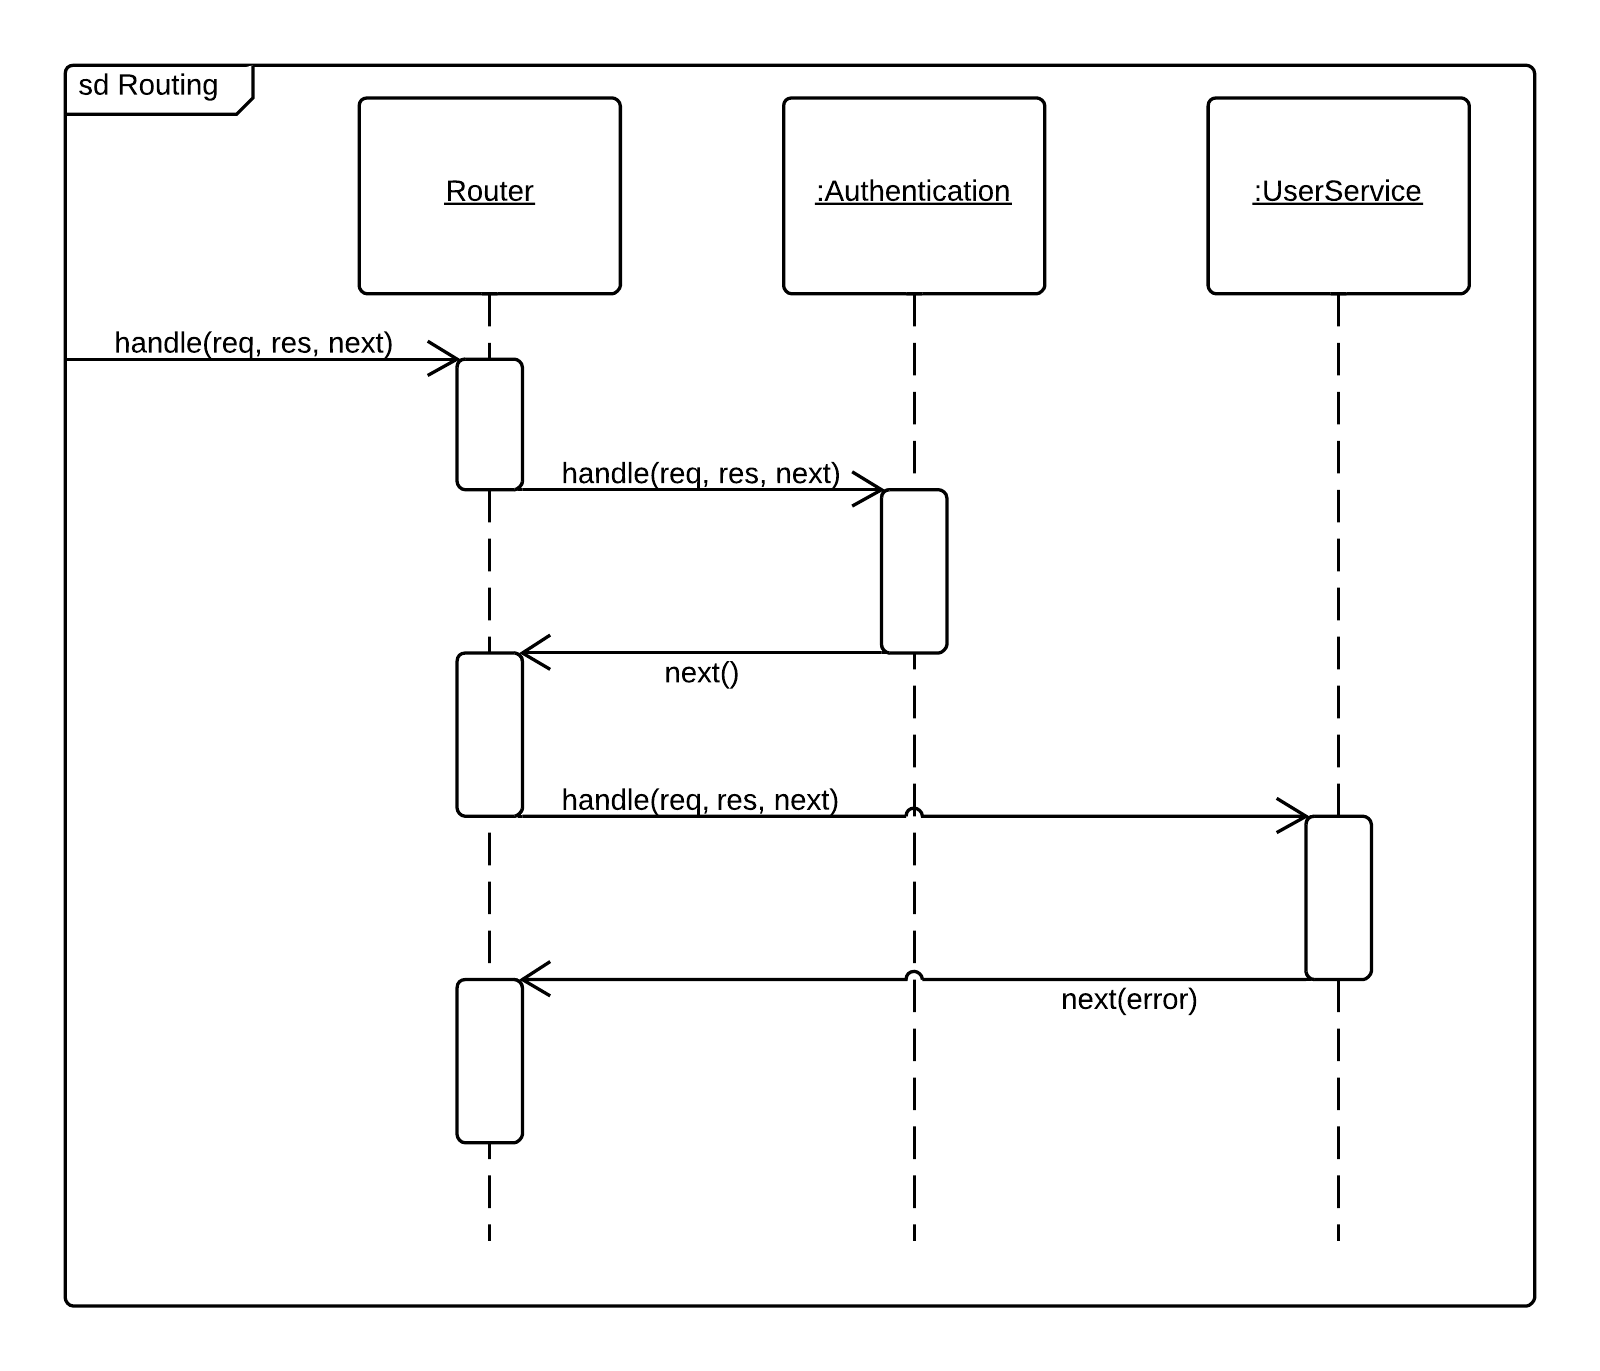 sd Routing
Router
:Authentication
:UserService
handle(req, res, next)
handle(req, res, next)
next()
handle(req, res, next)
next(error)